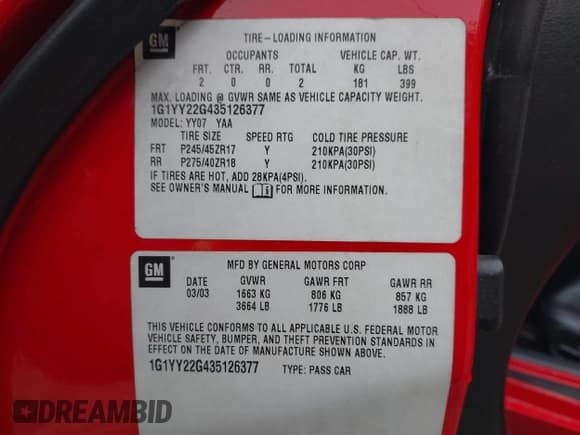 GM
TIRE-LOADING INFORMATION
OCCUPANTS VEHICLE CAP. WT.
FRT. CTR. RR. TOTAL KG LBS
2 0 0 2 181 399
MAX. LOADING @ GVWR SAME AS VEHICLE CAPACITY WEIGHT.
1G1YY22G435126377
MODEL: YY07 YAA
TIRE SIZE SPEED RTG COLD TIRE PRESSURE
FRT P245/45ZR17 Y 210KPA(30PSI)
RR P275/40ZR18 Y 210KPA(30PSI)
IF TIRES ARE HOT, ADD 28KPA(4PSI).
SEE OWNER'S MANUAL FOR MORE INFORMATION.
GM
MFD BY GENERAL MOTORS CORP
DATE GVWR GAWR FRT GAWR RR
03/03 1663 KG 806 KG 857 KG
3664 LB 1776 LB 1888 LB
THIS VEHICLE CONFORMS TO ALL APPLICABLE U.S. FEDERAL MOTOR
VEHICLE SAFETY, BUMPER, AND THEFT PREVENTION STANDARDS IN
EFFECT ON THE DATE OF MANUFACTURE SHOWN ABOVE.
1G1YY22G435126377 TYPE: PASS CAR
DREAMBID